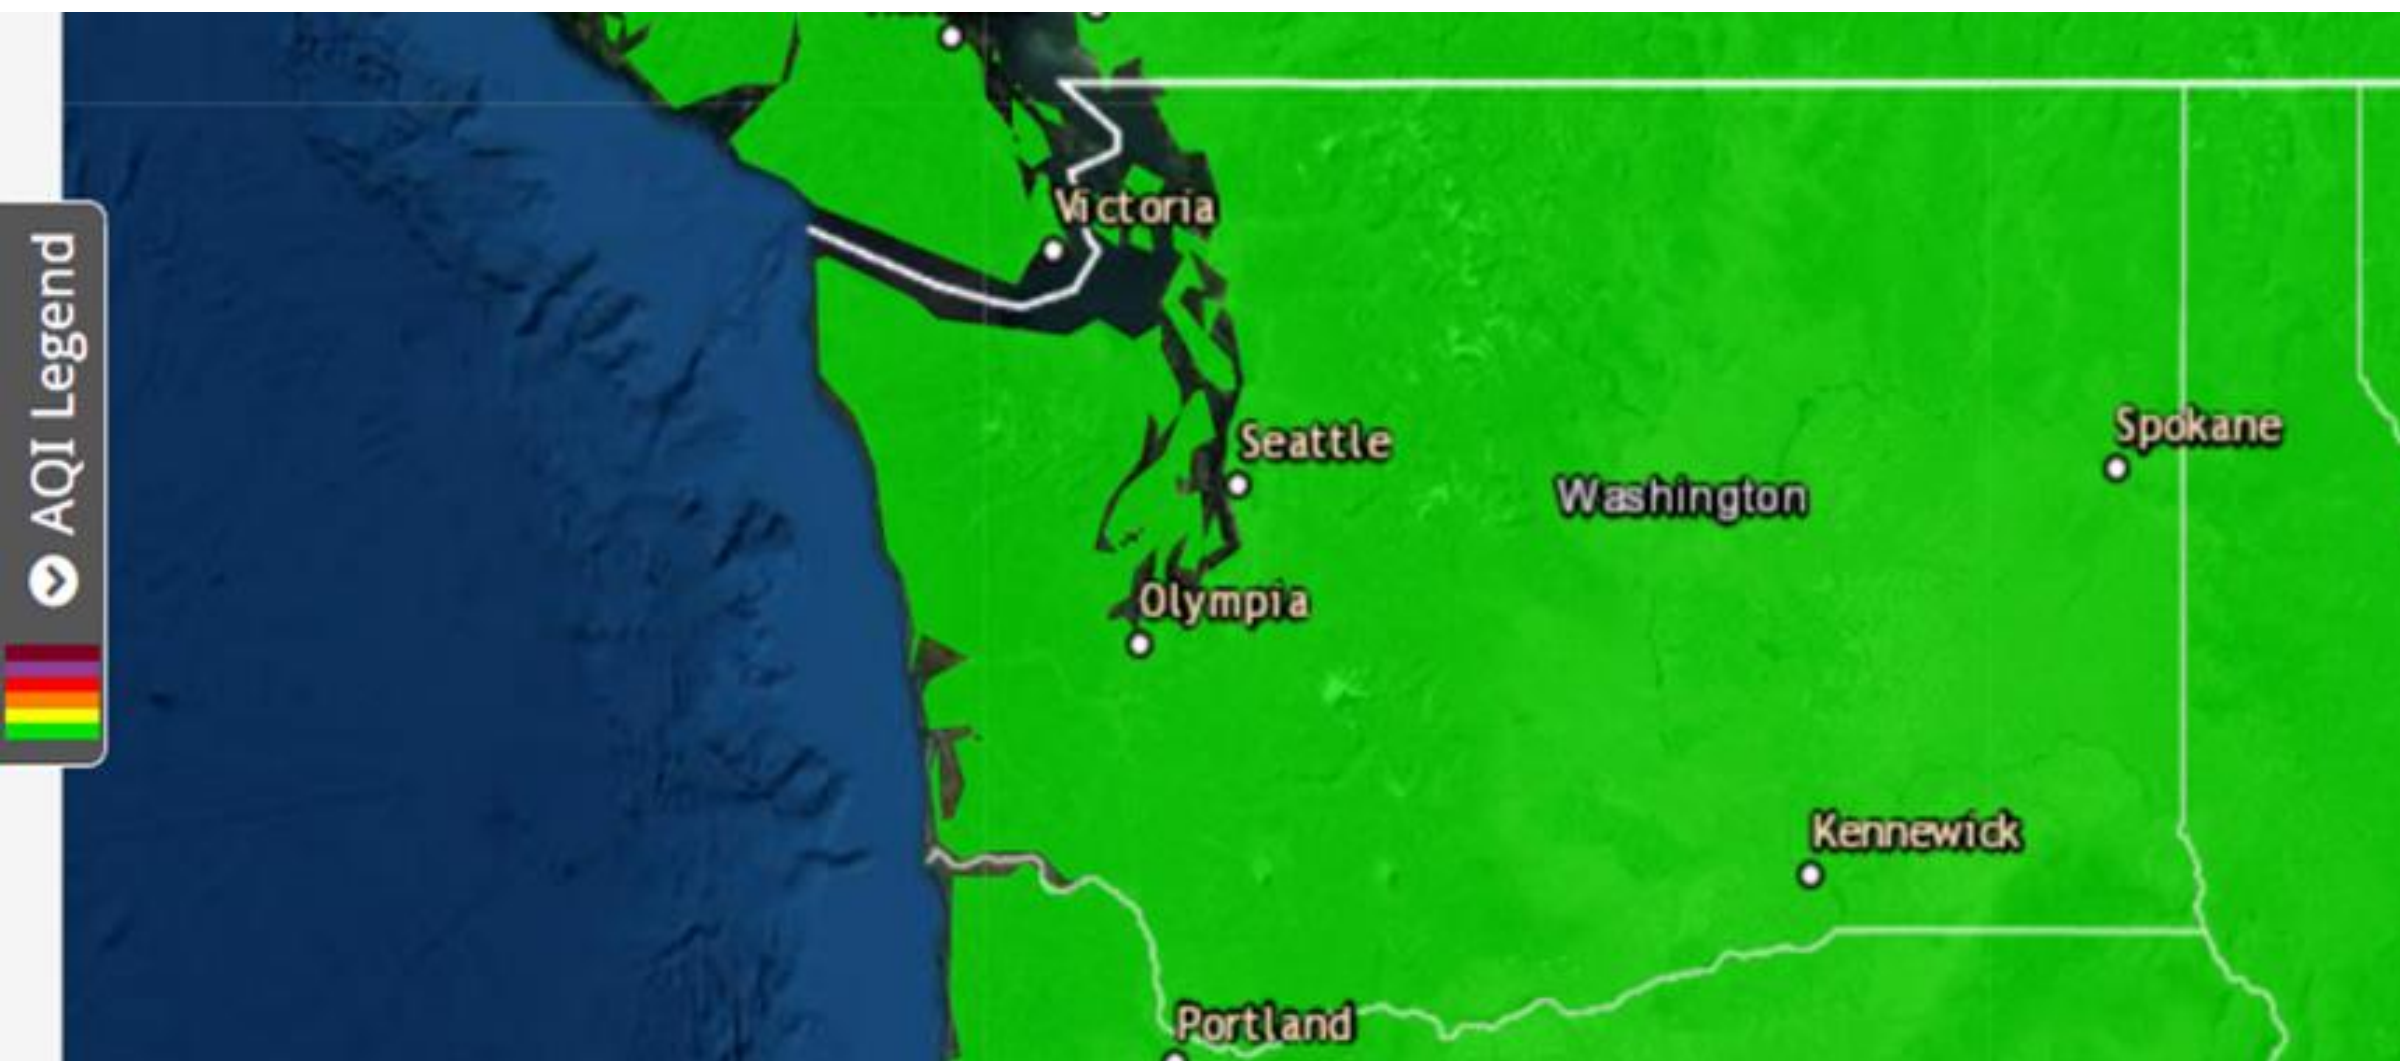 Victoria
AQI Legend
Seattle
Spokane
Washington
Olympia
Kennewick
Portland